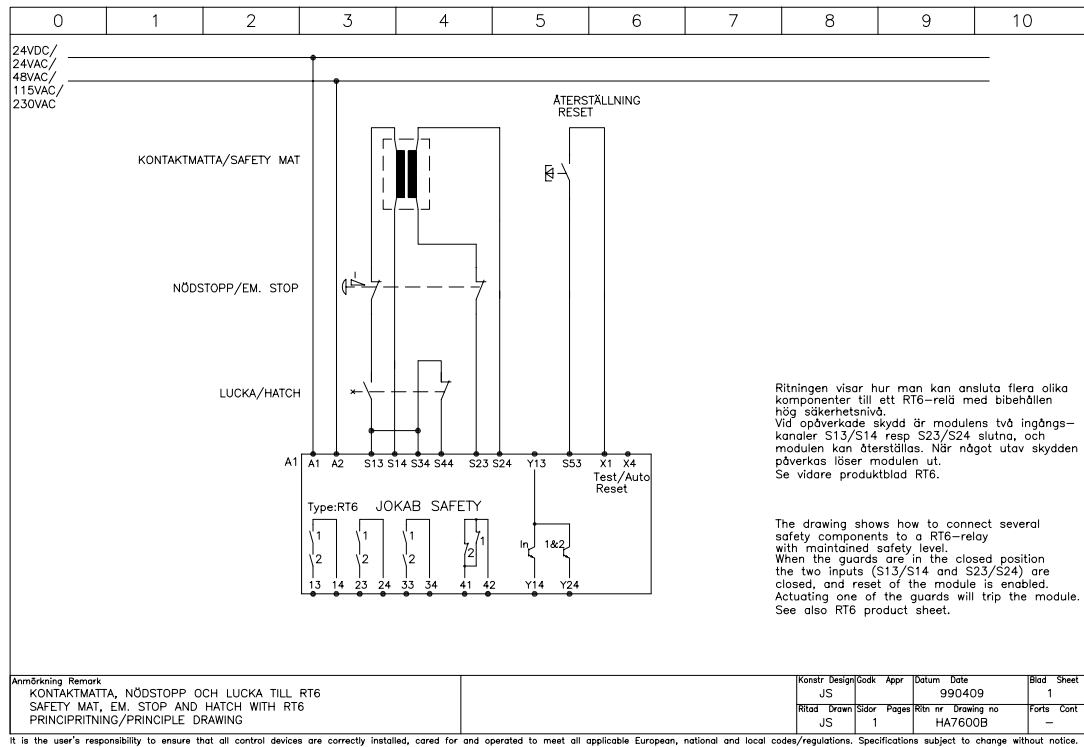 0 1 2 3 4 5 6 7 8 9 10
24VDC/
24VAC/
48VAC/
115VAC/
230VAC
ÅTERSTÄLLNING
RESET
KONTAKTMATTA/SAFETY MAT
NÖDSTOPP/EM. STOP
LUCKA/HATCH
Ritningen visar hur man kan ansluta flera olika
komponenter till ett RT6-relä med bibehållen
hög säkerhetsnivå.
Vid opåverkade skydd är modulens två ingångs-
kanaler S13/S14 resp S23/S24 slutna, och
modulen kan återställas. När något utav skydden
påverkas löser modulen ut.
Se vidare produktblad RT6.
A1 A1 A2 S13 S14 S34 S44 S23 S24 Y13 S53 X1 X4
Test/Auto
Reset
Type:RT6 JOKAB SAFETY
1 1 1 1
2 2 2 2 In 1&2
13 14 23 24 33 34 41 42 Y14 Y24
The drawing shows how to connect several
safety components to a RT6-relay
with maintained safety level.
When the guards are in the closed position
the two inputs (S13/S14 and S23/S24) are
closed, and reset of the module is enabled.
Actuating one of the guards will trip the module.
See also RT6 product sheet.
Anmörkning Remark
KONTAKTMATTA, NÖDSTOPP OCH LUCKA TILL RT6
SAFETY MAT, EM. STOP AND HATCH WITH RT6
PRINCIPRITNING/PRINCIPLE DRAWING
Konstr Design Godk Appr Datum Date Blad Sheet
JS 990409 1
Ritad Drawn Sidor Pages Ritn nr Drawing no Forts Cont
JS 1 HA7600B –
It is the user's responsibility to ensure that all control devices are correctly installed, cared for and operated to meet all applicable European, national and local codes/regulations. Specifications subject to change without notice.